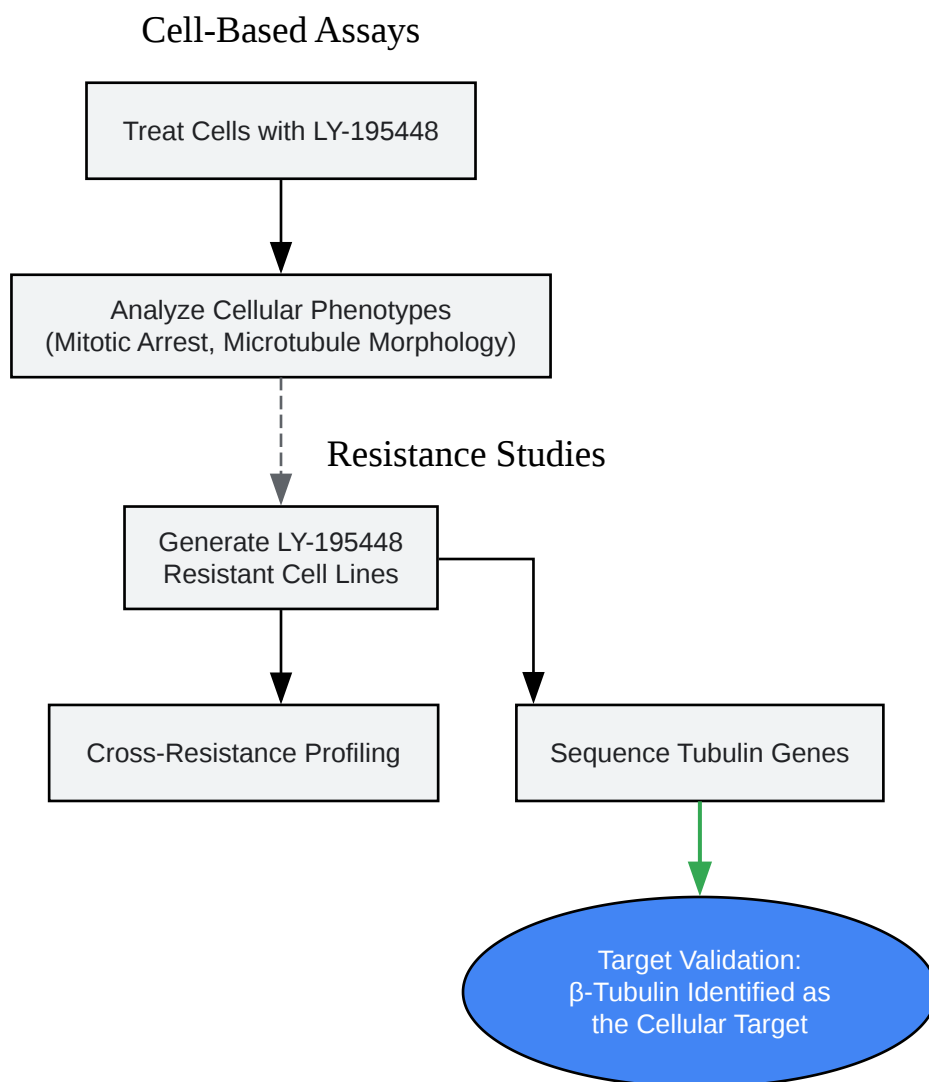 Cell-Based Assays
Treat Cells with LY-195448
Analyze Cellular Phenotypes
(Mitotic Arrest, Microtubule Morphology)
Resistance Studies
Generate LY-195448
Resistant Cell Lines
Cross-Resistance Profiling
Sequence Tubulin Genes
Target Validation:
β-Tubulin Identified as
the Cellular Target